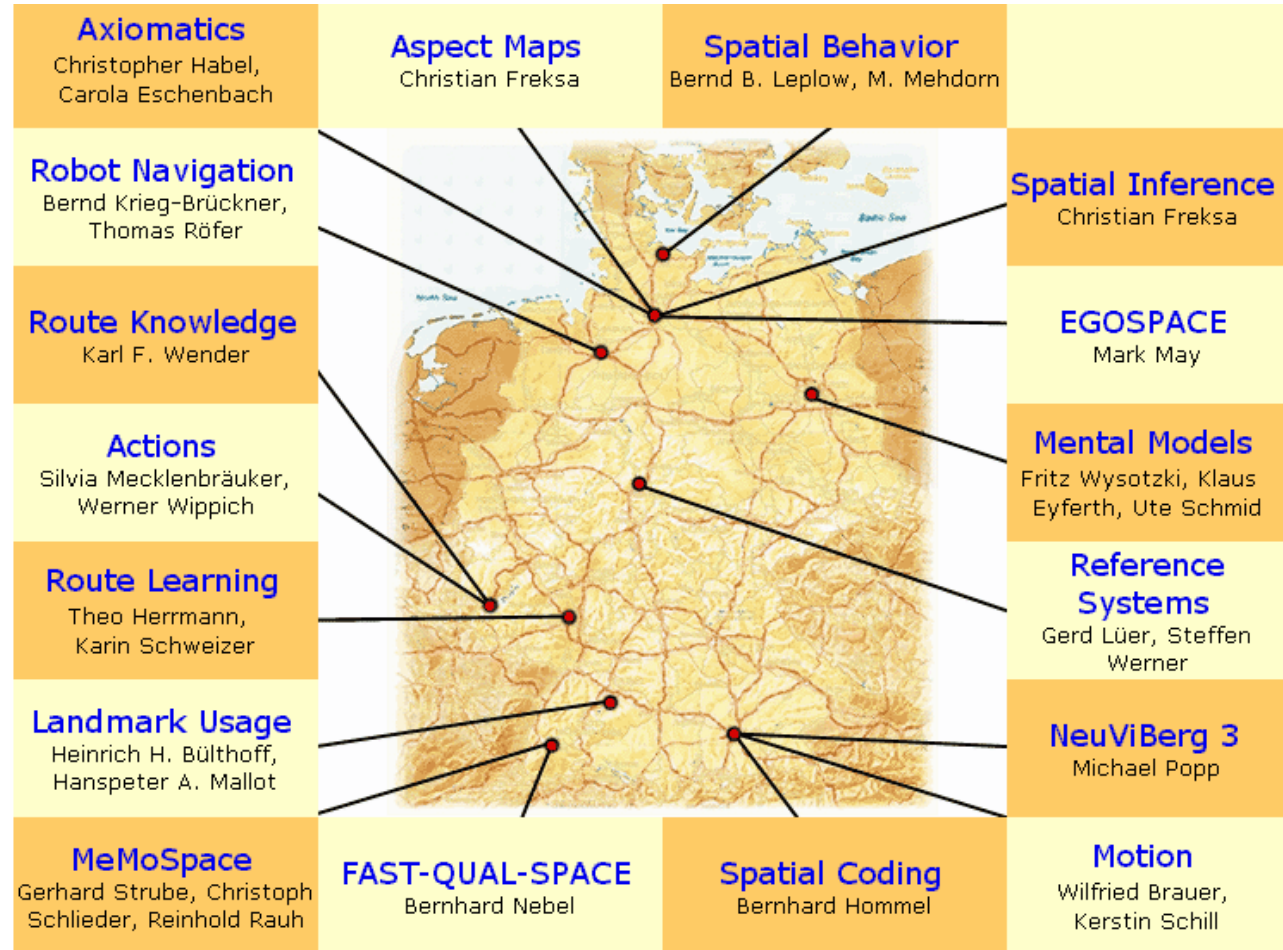 Axiomatics
Christopher Habel,
Carola Eschenbach
Aspect Maps
Christian Freksa
Spatial Behavior
Bernd B. Leplow, M. Mehdorn
Robot Navigation
Bernd Krieg-Brückner,
Thomas Röfer
Spatial Inference
Christian Freksa
Baltic Sea
North Sea
Route Knowledge
Karl F. Wender
EGOSPACE
Mark May
Actions
Silvia Mecklenbräuker,
Werner Wippich
Mental Models
Fritz Wysotzki, Klaus
Eyferth, Ute Schmid
Route Learning
Theo Herrmann,
Karin Schweizer
Reference
Systems
Gerd Lüer, Steffen
Werner
Landmark Usage
Heinrich H. Bülthoff,
Hanspeter A. Mallot
NeuViBerg 3
Michael Popp
MeMoSpace
Gerhard Strube, Christoph
Schlieder, Reinhold Rauh
FAST-QUAL-SPACE
Bernhard Nebel
Spatial Coding
Bernhard Hommel
Motion
Wilfried Brauer,
Kerstin Schill